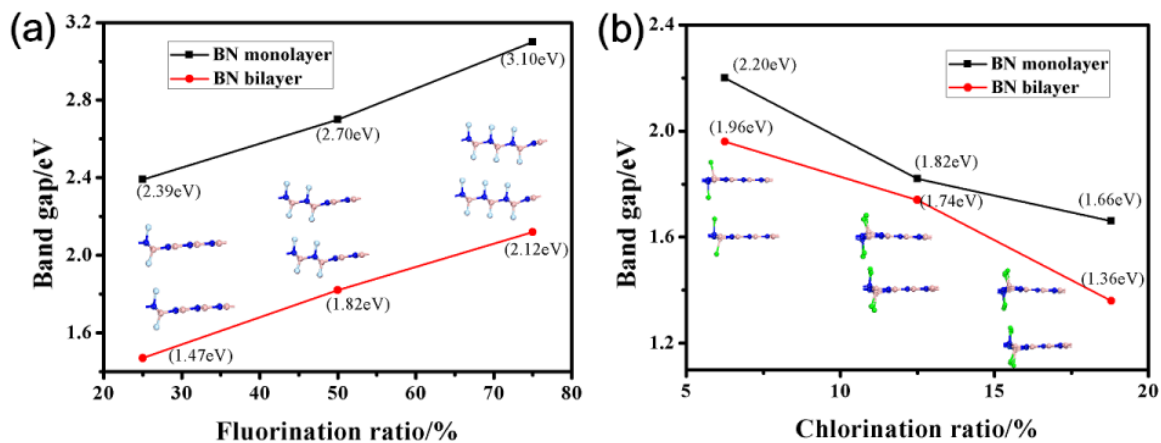 (a)
3.2
2.8
2.4
2.0
1.6
Band gap/eV
BN monolayer
BN bilayer
(3.10eV)
(2.70eV)
(2.39eV)
(2.12eV)
(1.82eV)
(1.47eV)
20 30 40 50 60 70 80
Fluorination ratio/%
(b)
2.4
2.0
1.6
1.2
Band gap/eV
BN monolayer
BN bilayer
(2.20eV)
(1.96eV)
(1.82eV)
(1.74eV)
(1.66eV)
(1.36eV)
5 10 15 20
Chlorination ratio/%